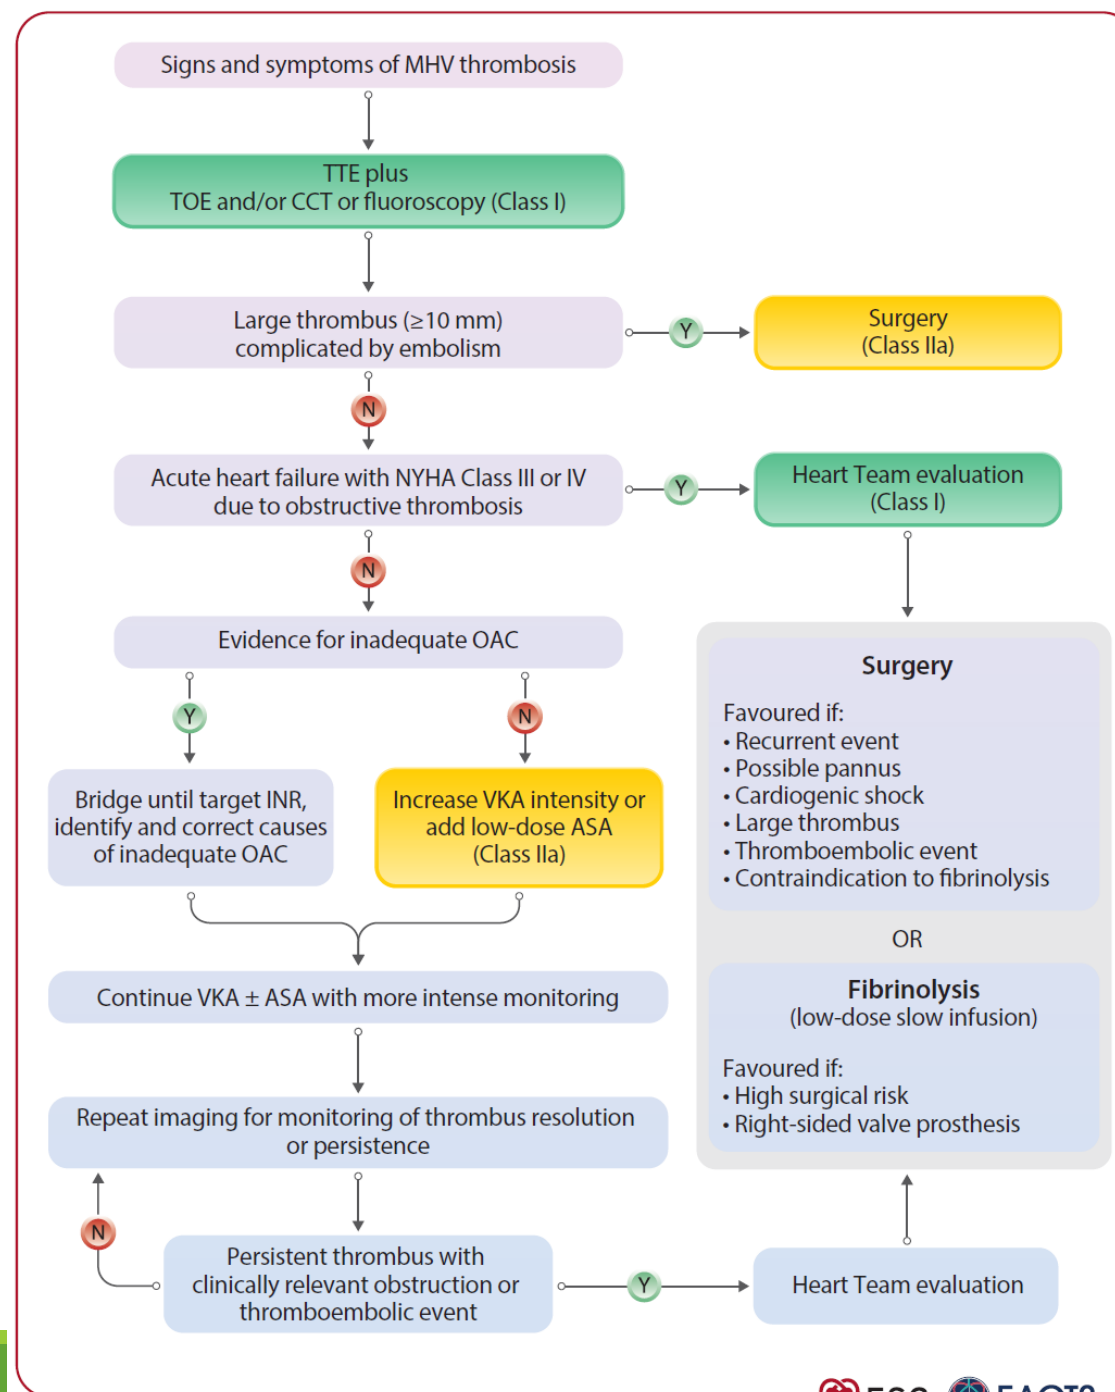 Signs and symptoms of MHV thrombosis
TTE plus
TOE and/or CCT or fluoroscopy (Class I)
Large thrombus (≥10 mm)
complicated by embolism
Y
Surgery
(Class IIa)
N
Acute heart failure with NYHA Class III or IV
due to obstructive thrombosis
Y
Heart Team evaluation
(Class I)
N
Evidence for inadequate OAC
Y
N
Bridge until target INR,
identify and correct causes
of inadequate OAC
Increase VKA intensity or
add low-dose ASA
(Class IIa)
Surgery
Favoured if:
• Recurrent event
• Possible pannus
• Cardiogenic shock
• Large thrombus
• Thromboembolic event
• Contraindication to fibrinolysis
OR
Fibrinolysis
(low-dose slow infusion)
Favoured if:
• High surgical risk
• Right-sided valve prosthesis
Continue VKA ± ASA with more intense monitoring
Repeat imaging for monitoring of thrombus resolution
or persistence
N
Persistent thrombus with
clinically relevant obstruction or
thromboembolic event
Y
Heart Team evaluation
ESC
EACTS